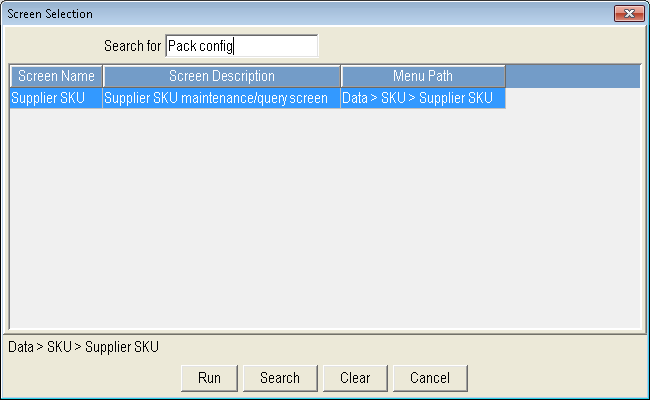 Screen Selection
Search for Pack config
Screen Name Screen Description Menu Path
Supplier SKU Supplier SKU maintenance/query screen Data > SKU > Supplier SKU
Data > SKU > Supplier SKU
Run Search Clear Cancel